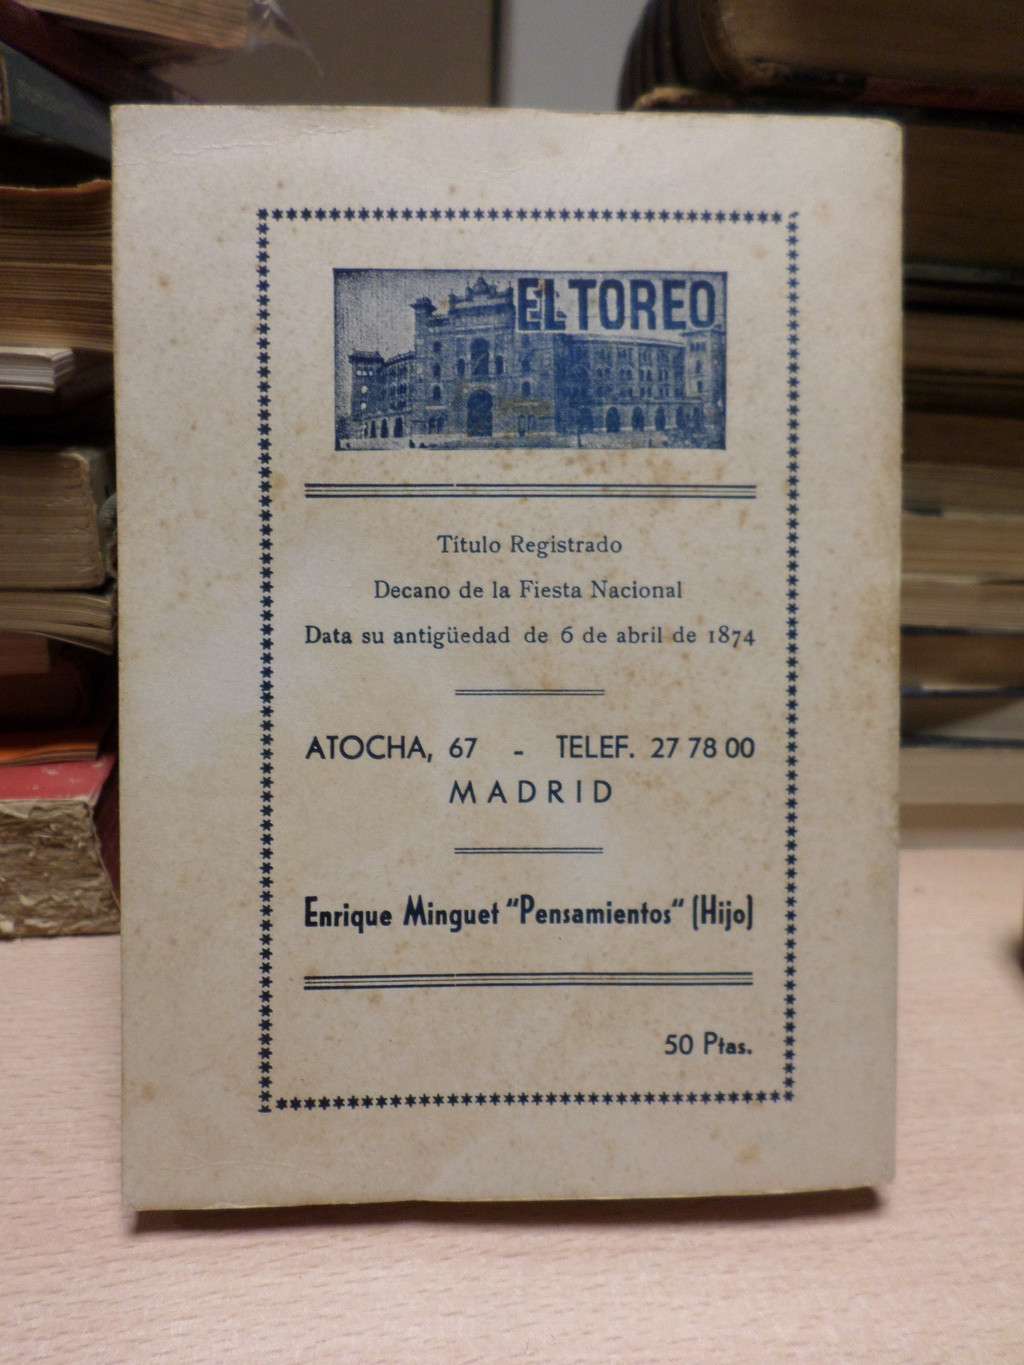 EL TOREO
Título Registrado
Decano de la Fiesta Nacional
Data su antigüedad de 6 de abril de 1874
ATOCHA, 67 - TELEF. 27 78 00
MADRID
Enrique Minguet "Pensamientos" (Hijo)
50 Ptas.